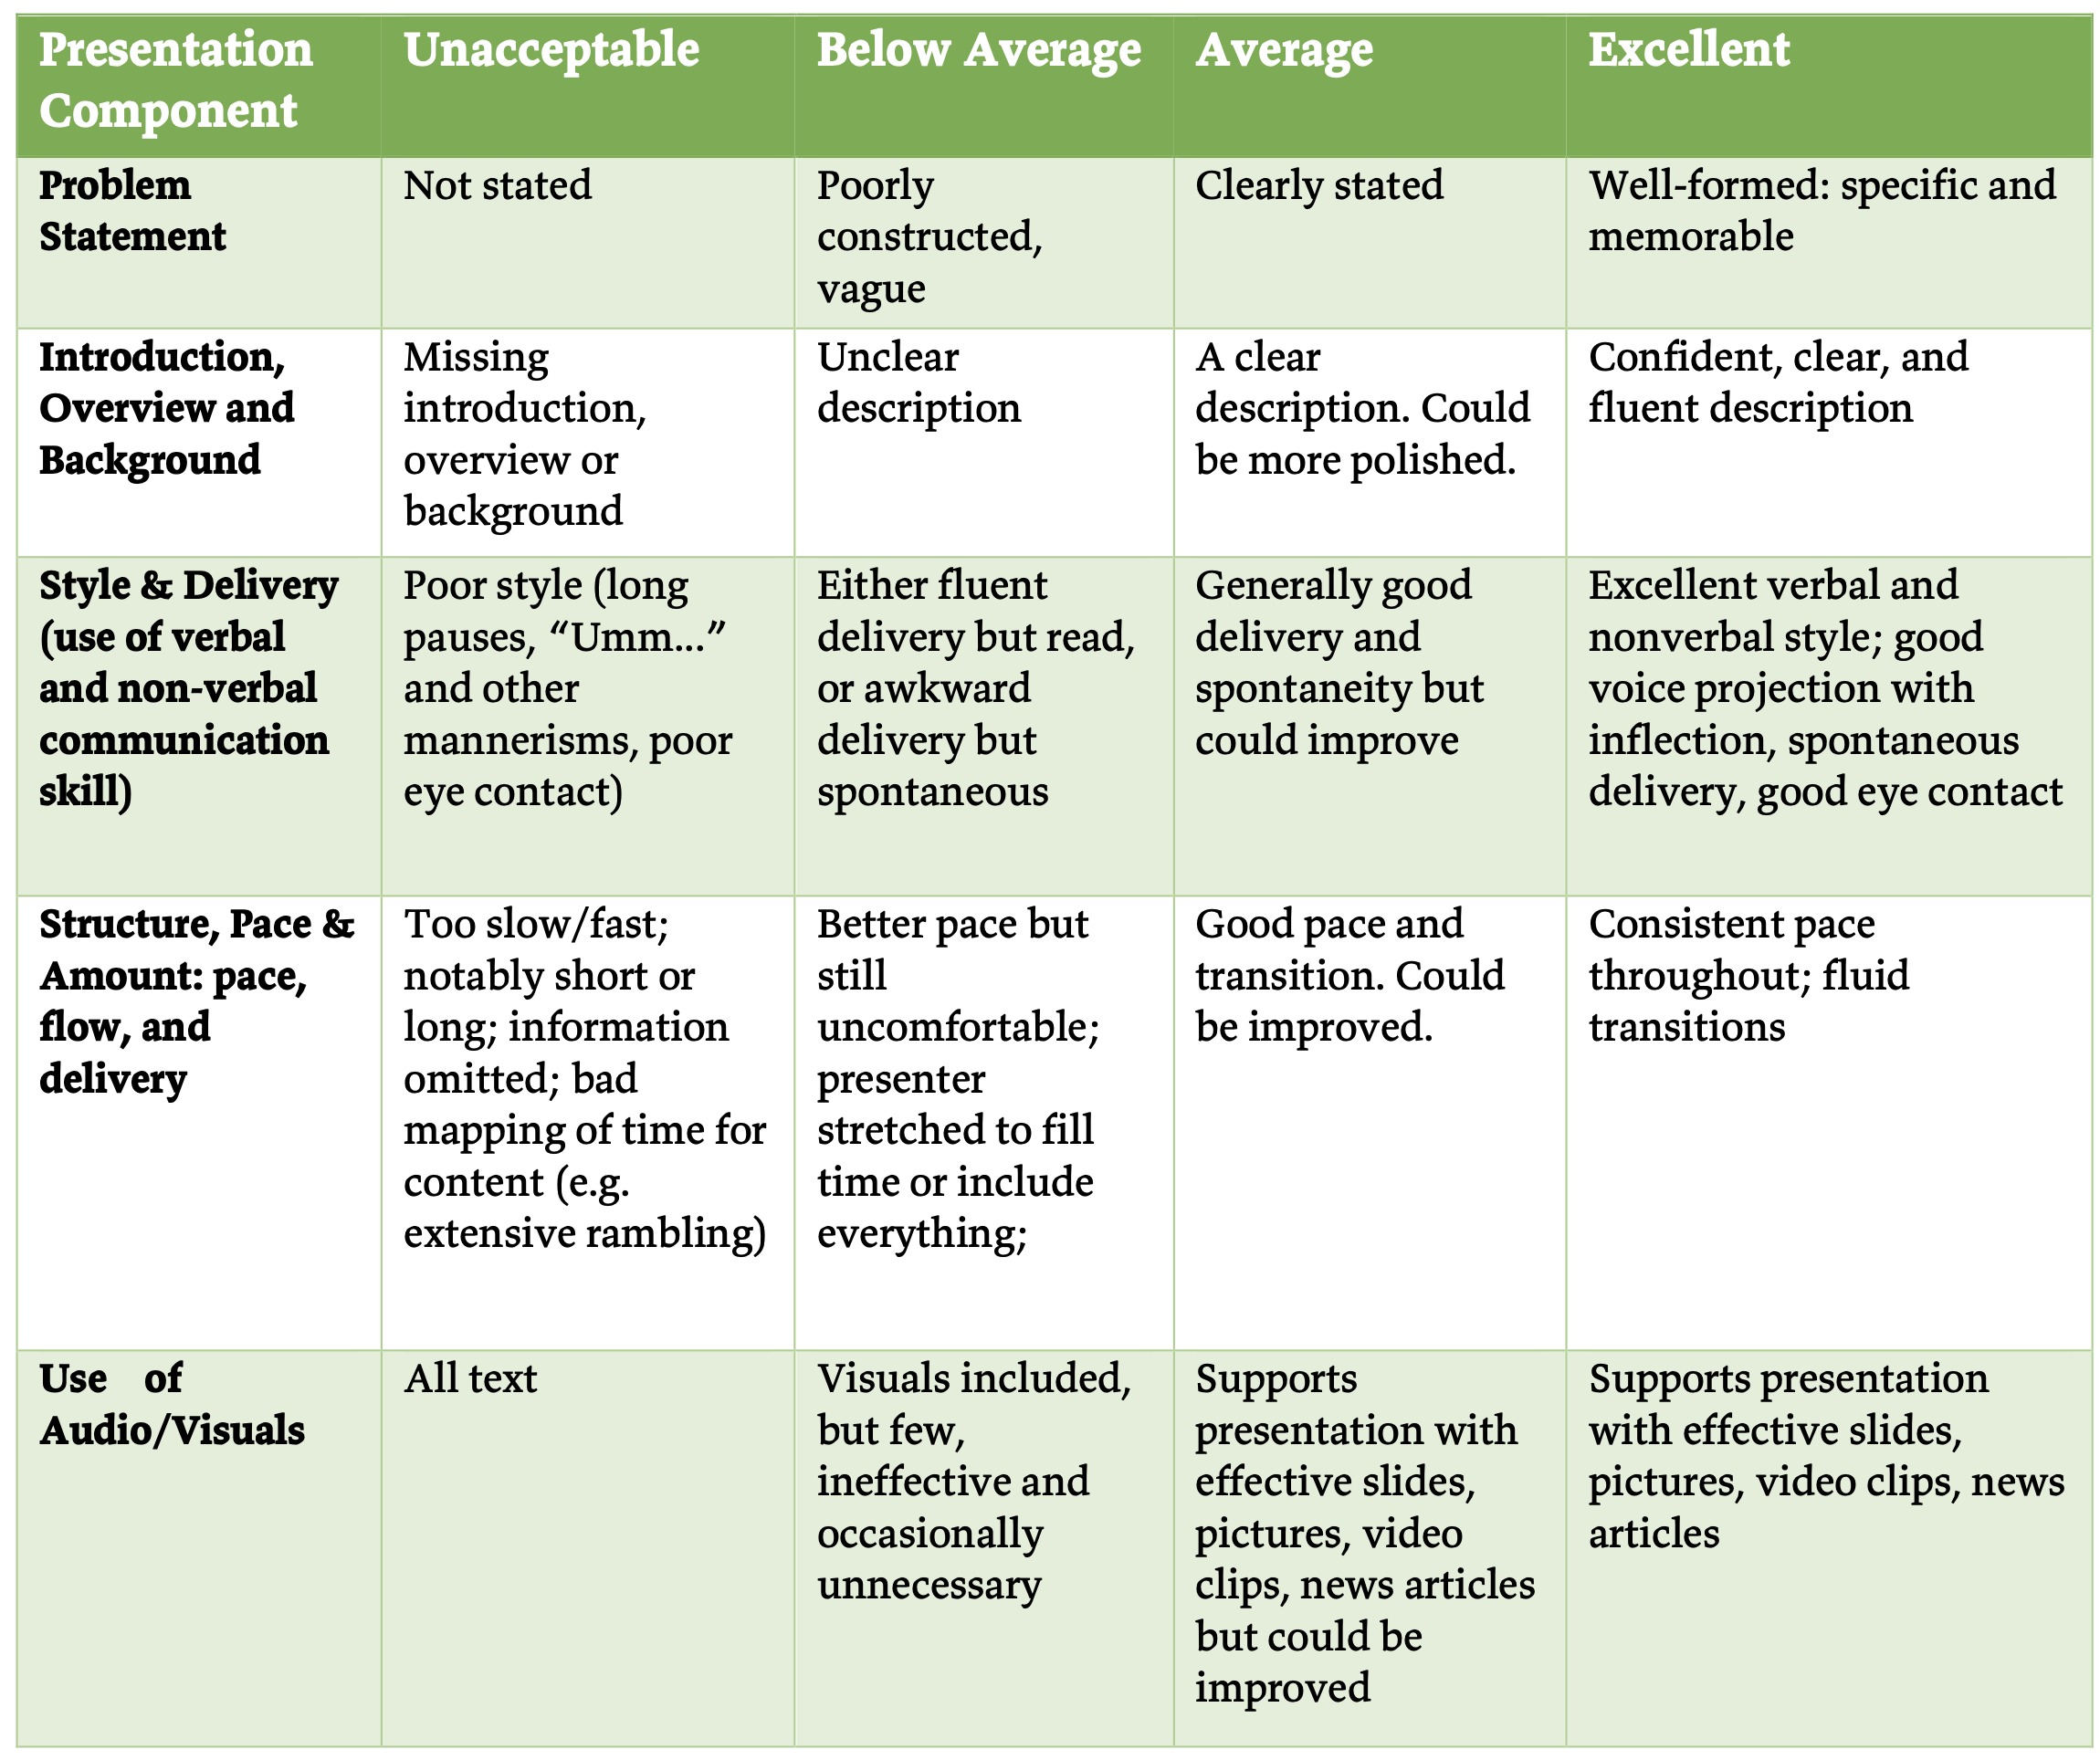 Presentation
Component
Unacceptable
Below Average
Average
Excellent
Problem
Statement
Not stated
Poorly
constructed,
vague
Clearly stated
Well-formed: specific and
memorable
Introduction,
Overview and
Background
Missing
introduction,
overview or
background
Unclear
description
A clear
description. Could
be more polished.
Confident, clear, and
fluent description
Style & Delivery
(use of verbal
and non-verbal
communication
skill)
Poor style (long
pauses, “Umm...”
and other
mannerisms, poor
eye contact)
Either fluent
delivery but read,
or awkward
delivery but
spontaneous
Generally good
delivery and
spontaneity but
could improve
Excellent verbal and
nonverbal style; good
voice projection with
inflection, spontaneous
delivery, good eye contact
Structure, Pace &
Amount: pace,
flow, and
delivery
Too slow/fast;
notably short or
long; information
omitted; bad
mapping of time for
content (e.g.
extensive rambling)
Better pace but
still
uncomfortable;
presenter
stretched to fill
time or include
everything;
Good pace and
transition. Could
be improved.
Consistent pace
throughout; fluid
transitions
Use of
Audio/Visuals
All text
Visuals included,
but few,
ineffective and
occasionally
unnecessary
Supports
presentation with
effective slides,
pictures, video
clips, news articles
but could be
improved
Supports presentation
with effective slides,
pictures, video clips, news
articles